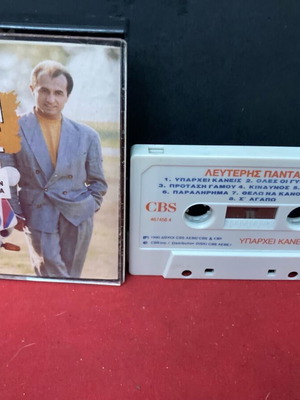 ΛΕΥΤΕΡΗΣ ΠΑΝΤΑ
1. ΥΠΑΡΧΕΙ ΚΑΝΕΙΣ 2. ΟΛΕΣ ΟΙ ΓΥ
3. ΠΡΟΤΑΣΗ ΓΑΜΟΥ 4. ΚΙΝΔΥΝΟΣ
6. ΠΑΡΑΛΗΡΗΜΑ 7. ΘΕΛΩ ΝΑ ΚΑΝΟ
8. Σ' ΑΓΑΠΩ
CBS
ΥΠΑΡΧΕΙ ΚΑΝΕ